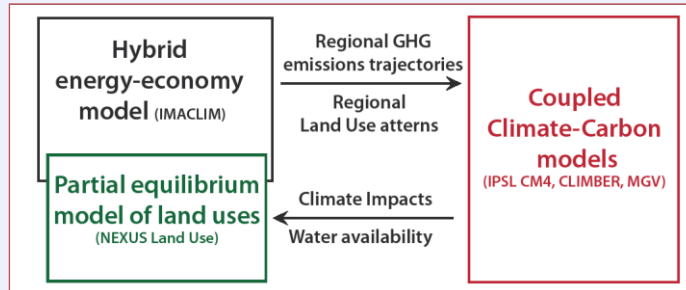 Hybrid
energy-economy
model (IMACLIM)
Partial equilibrium
model of land uses
(NEXUS Land Use)
Regional GHG
emissions trajectories
Regional
Land Use atterns
Climate Impacts
Water availability
Coupled
Climate-Carbon
models
(IPSL CM4, CLIMBER, MGV)